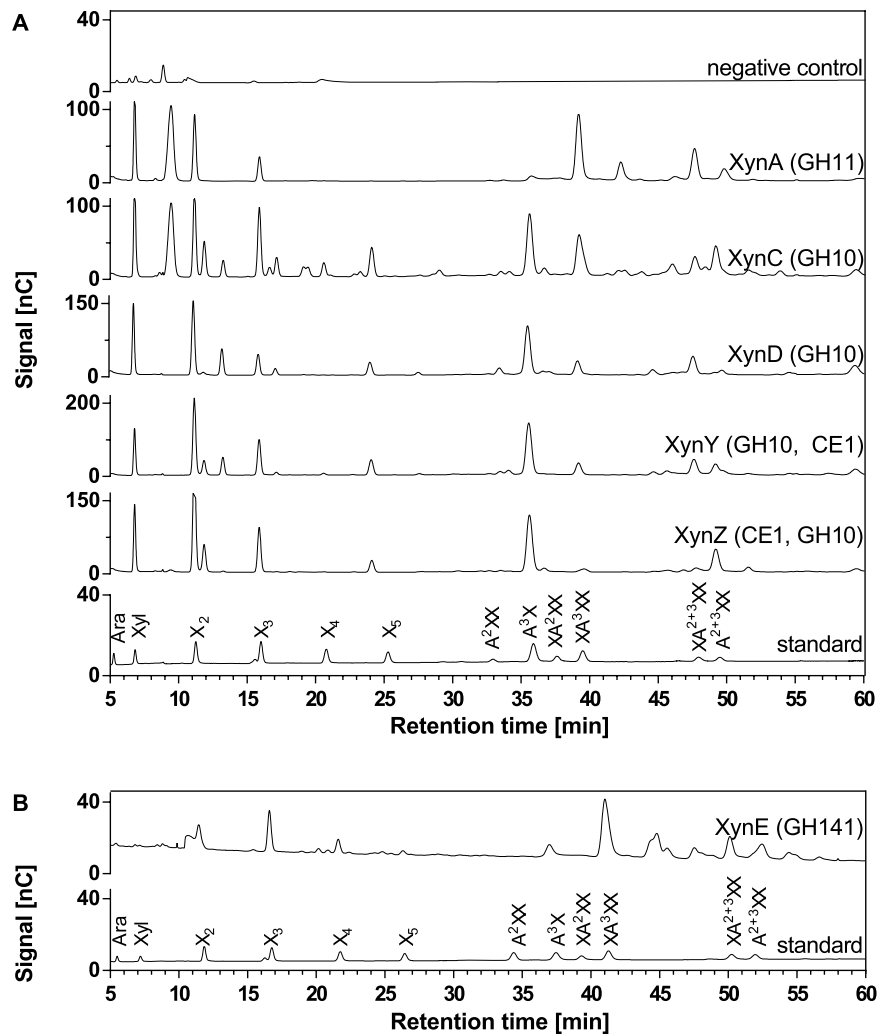 A
40
0
negative control
100
0
XynA (GH11)
100
0
XynC (GH10)
150
0
XynD (GH10)
200
0
XynY (GH10, CE1)
150
0
XynZ (CE1, GH10)
40
0
Ara Xyl X2 X3 X4 X5 A2XX A3X XA2XX XA3XX XA2+3XX A2+3XX
standard
Signal [nC]
5 10 15 20 25 30 35 40 45 50 55 60
Retention time [min]
B
40
0
XynE (GH141)
40
0
Ara Xyl X2 X3 X4 X5 A2XX A3X XA2XX XA3XX XA2+3XX A2+3XX
standard
Signal [nC]
5 10 15 20 25 30 35 40 45 50 55 60
Retention time [min]